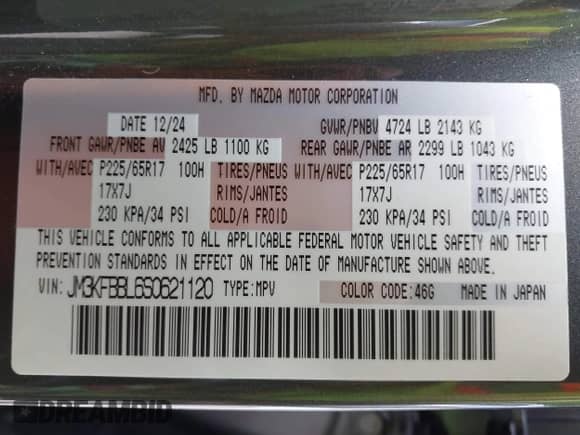 MFD. BY MAZDA MOTOR CORPORATION
DATE 12/24 GVWR/PNBV 4724 LB 2143 KG
FRONT GAWR/PNBE AV 2425 LB 1100 KG REAR GAWR/PNBE AR 2299 LB 1043 KG
WITH/AVEC P225/65R17 100H TIRES/PNEUS WITH/AVEC P225/65R17 100H TIRES/PNEUS
17X7J RIMS/JANTES 17X7J RIMS/JANTES
230 KPA/34 PSI COLD/A FROID 230 KPA/34 PSI COLD/A FROID
THIS VEHICLE CONFORMS TO ALL APPLICABLE FEDERAL MOTOR VEHICLE SAFETY AND THEFT
PREVENTION STANDARDS IN EFFECT ON THE DATE OF MANUFACTURE SHOWN ABOVE.
VIN: JM3KFBBL6S0621120 TYPE:MPV COLOR CODE:46G MADE IN JAPAN
DREAMBID